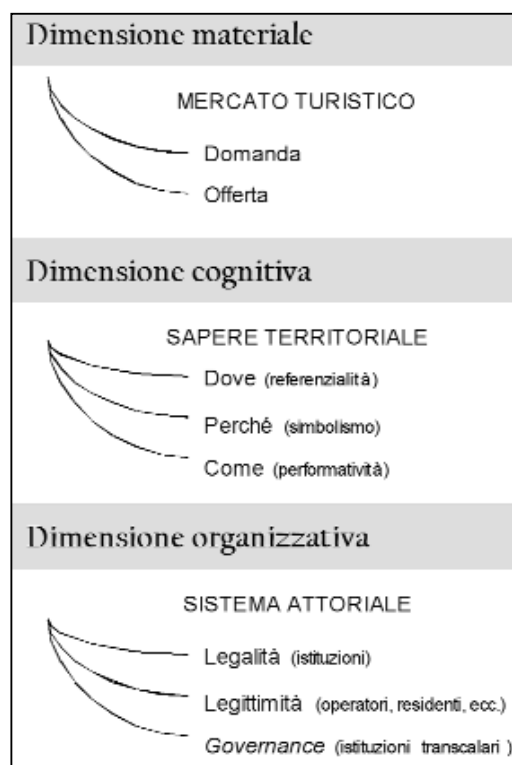 Dimensione materiale
MERCATO TURISTICO
Domanda
Offerta
Dimensione cognitiva
SAPERE TERRITORIALE
Dove (referenzialità)
Perché (simbolismo)
Come (performatività)
Dimensione organizzativa
SISTEMA ATTORIALE
Legalità (istituzioni)
Legittimità (operatori, residenti, ecc.)
Governance (istituzioni transcalari )